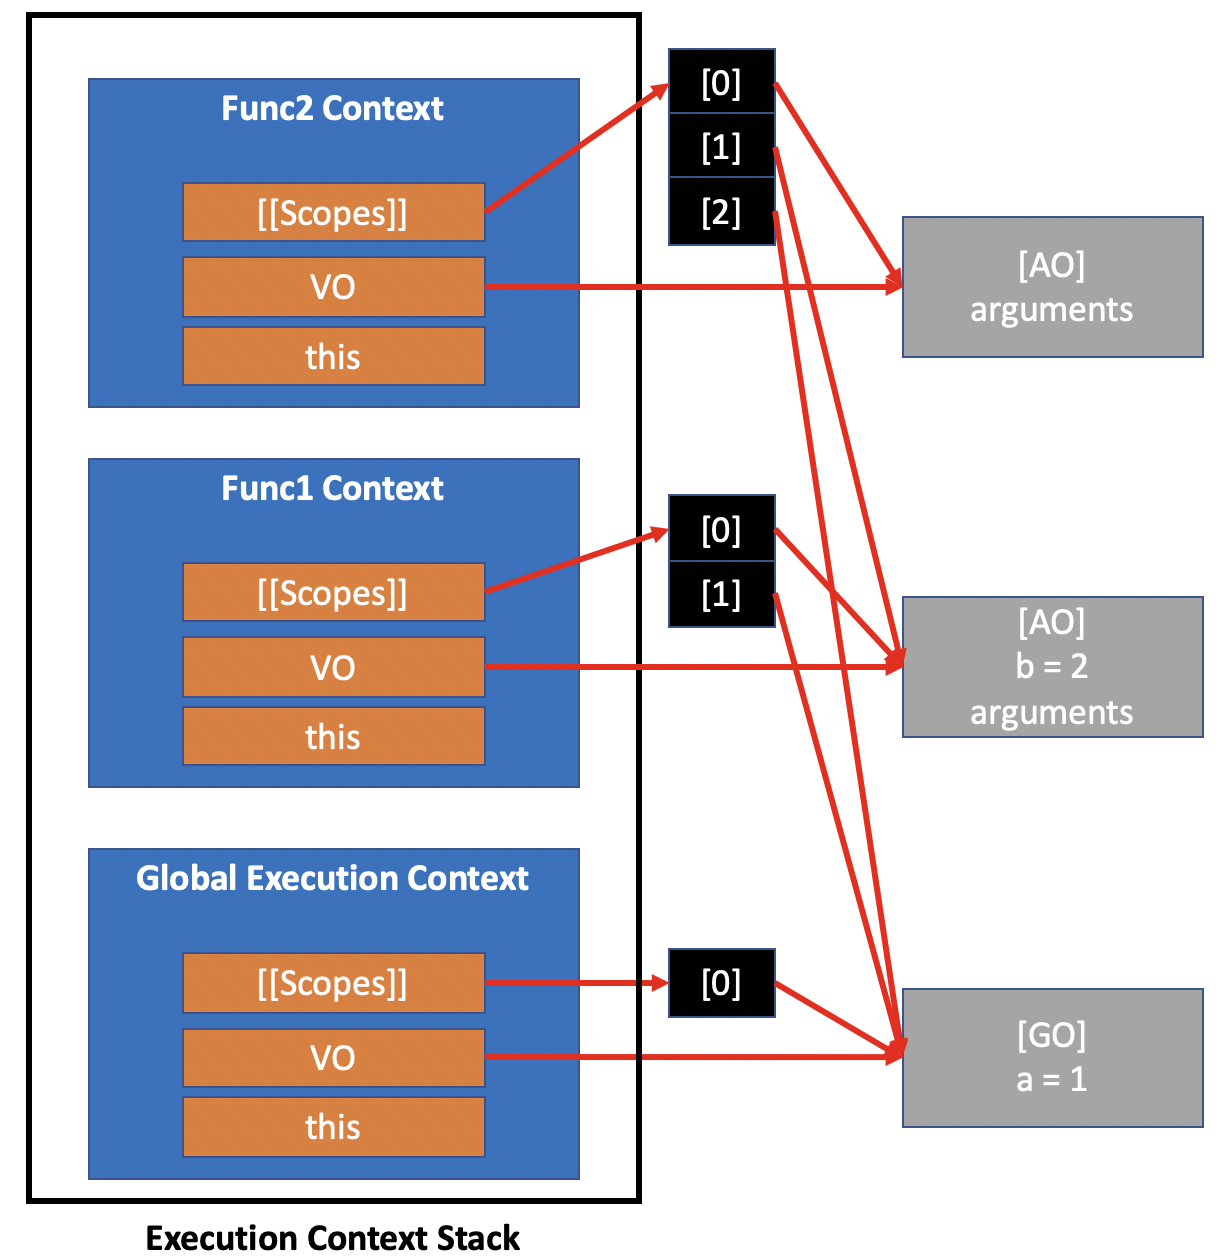 Func2 Context
[[Scopes]]
VO
this
[0]
[1]
[2]
[AO]
arguments
Func1 Context
[[Scopes]]
VO
this
[0]
[1]
[AO]
b = 2
arguments
Global Execution Context
[[Scopes]]
VO
this
[0]
[GO]
a = 1
Execution Context Stack